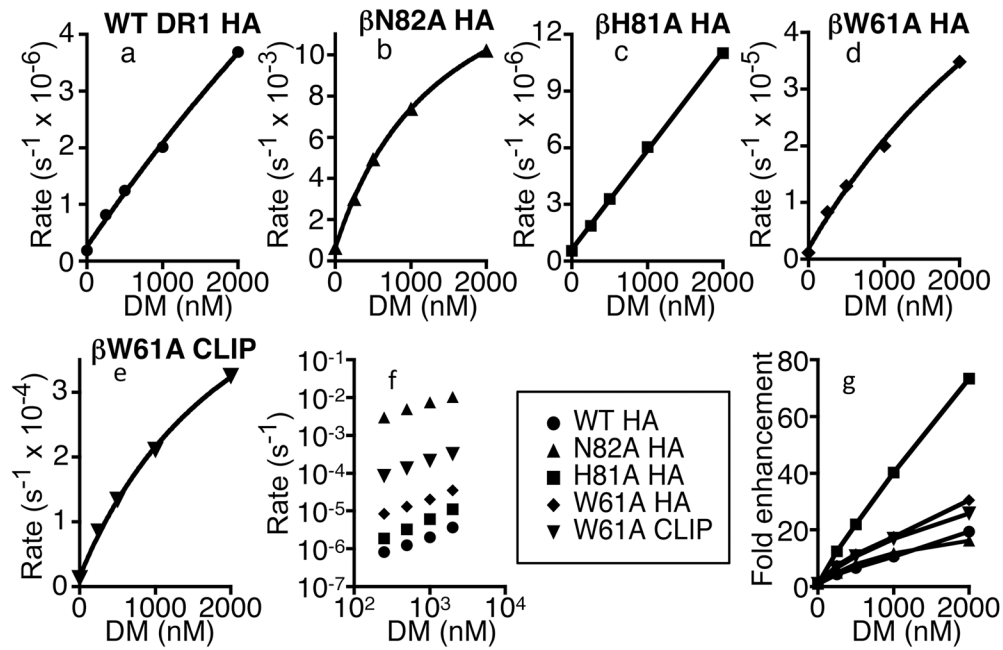 WT DR1 HA
a
4
3
2
1
0
Rate (s-1 x 10-6)
0 1000 2000
DM (nM)
βN82A HA
b
10
8
6
4
2
0
Rate (s-1 x 10-3)
0 1000 2000
DM (nM)
βH81A HA
c
12
9
6
3
0
Rate (s-1 x 10-6)
0 1000 2000
DM (nM)
βW61A HA
d
4
3
2
1
0
Rate (s-1 x 10-5)
0 1000 2000
DM (nM)
βW61A CLIP
e
3
2
1
0
Rate (s-1 x 10-4)
0 1000 2000
DM (nM)
f
10-1
10-2
10-3
10-4
10-5
10-6
10-7
Rate (s-1)
102 103 104
DM (nM)
WT HA
N82A HA
H81A HA
W61A HA
W61A CLIP
g
80
60
40
20
0
Fold enhancement
0 1000 2000
DM (nM)